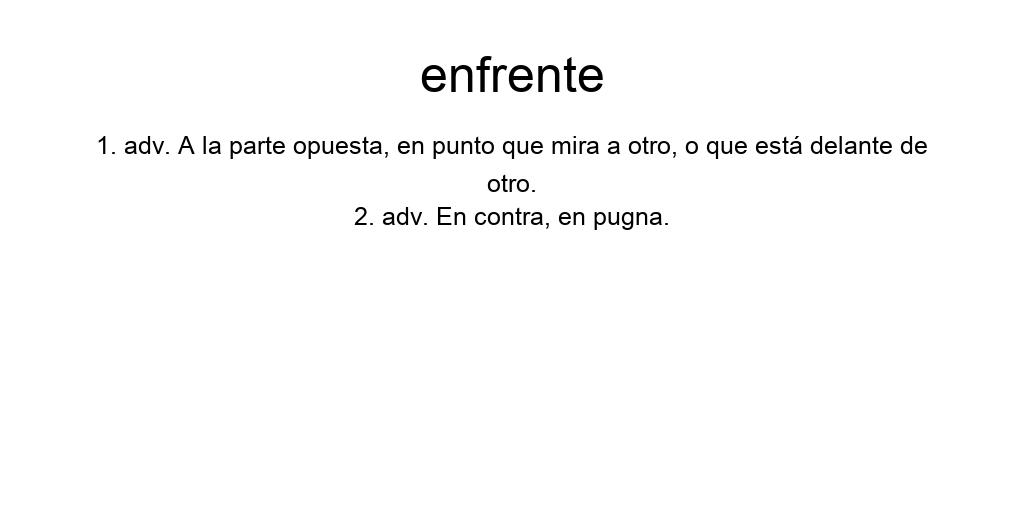 enfrente
1. adv. A la parte opuesta, en punto que mira a otro, o que está delante de
otro.
2. adv. En contra, en pugna.